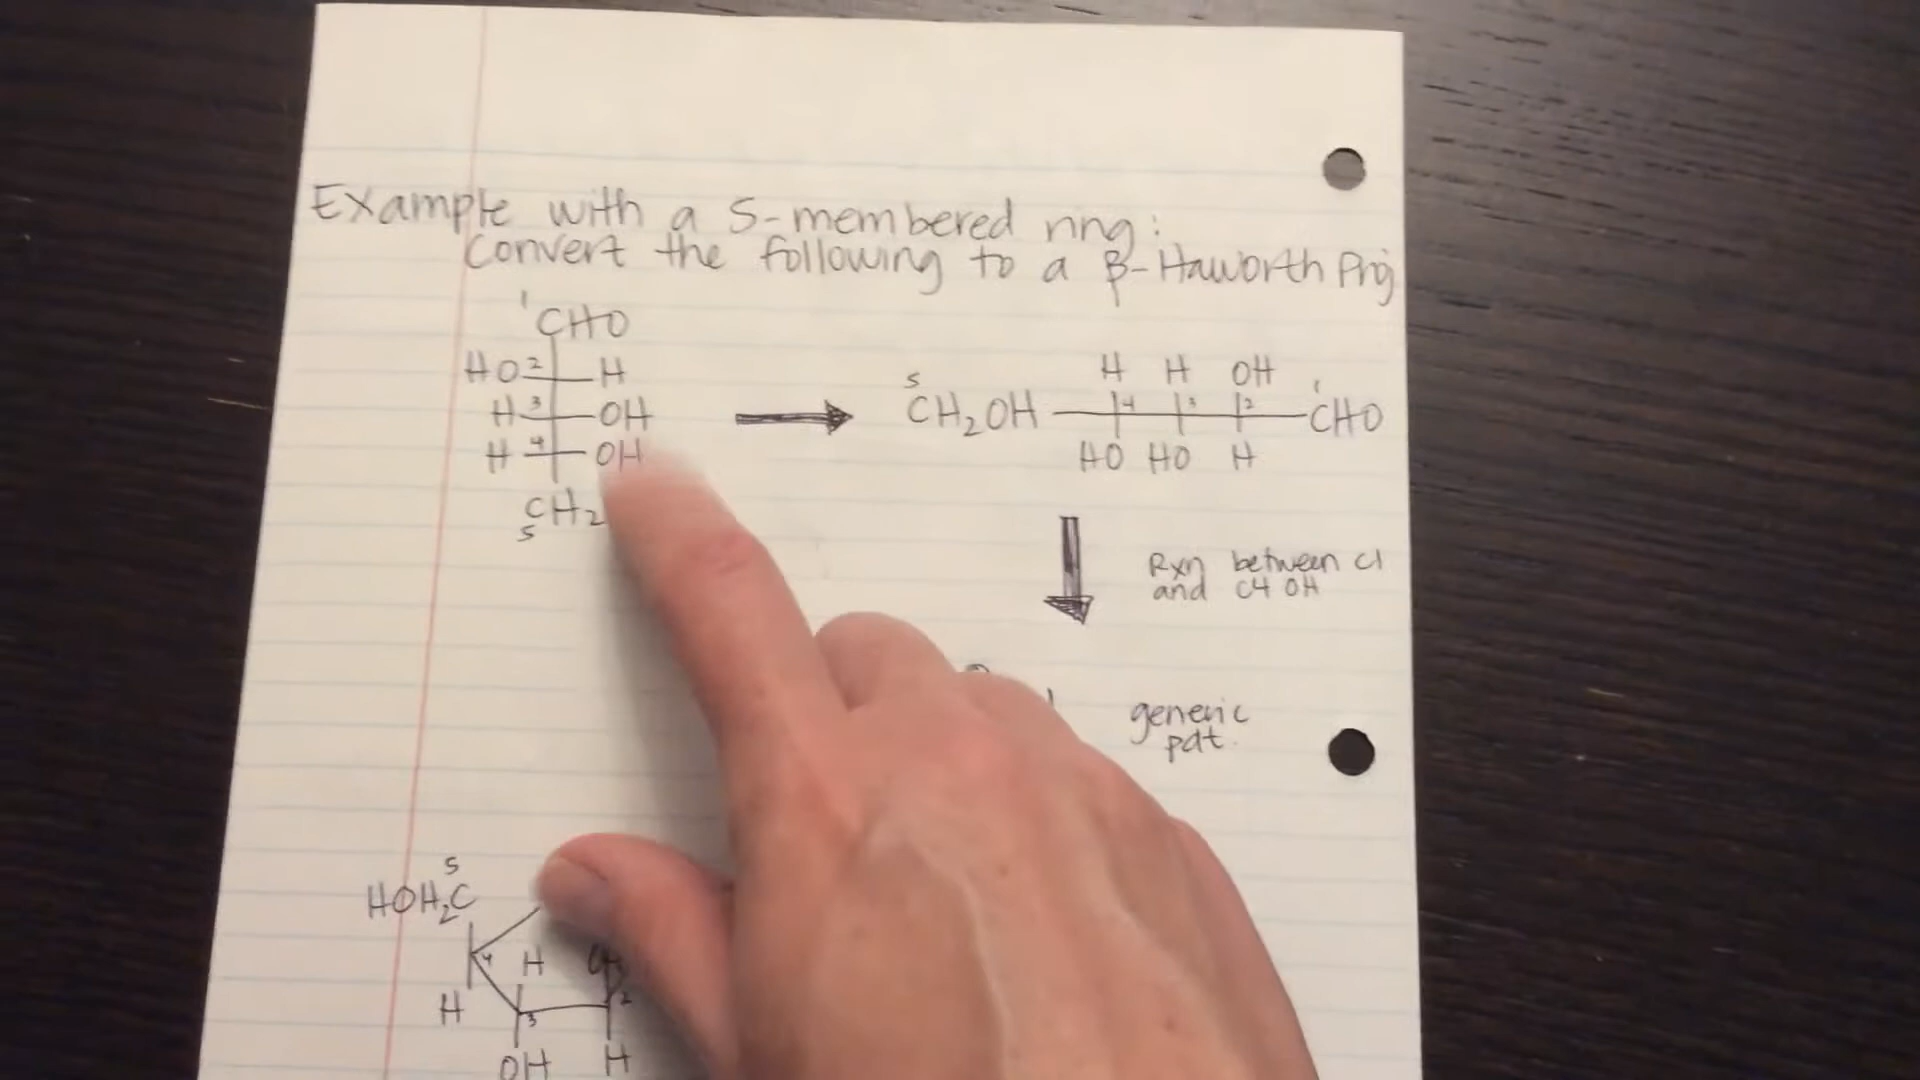 Example with a 5-membered ring:
Convert the following to a β-Haworth Proj
1
CHO
HO 2 H
H 3 OH
H 4 OH
CH2
5
H H OH
5 1
CH2OH 4 3 2 CHO
HO HO H
Rxn between C1
and C4 OH
generic
pdt.
5
HOH2C
4 H
H 3 2
OH H